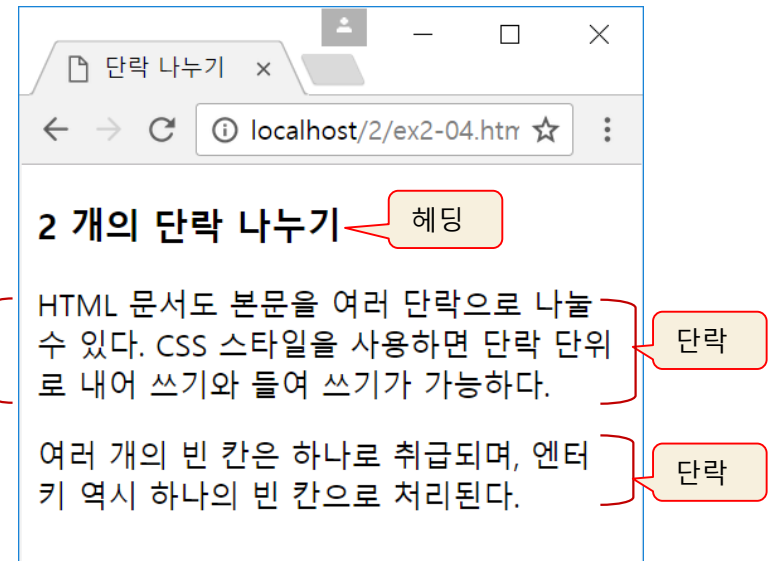 단락 나누기
localhost/2/ex2-04.htm
2 개의 단락 나누기
헤딩
HTML 문서도 본문을 여러 단락으로 나눌
수 있다. CSS 스타일을 사용하면 단락 단위
로 내어 쓰기와 들여 쓰기가 가능하다.
단락
여러 개의 빈 칸은 하나로 취급되며, 엔터
키 역시 하나의 빈 칸으로 처리된다.
단락